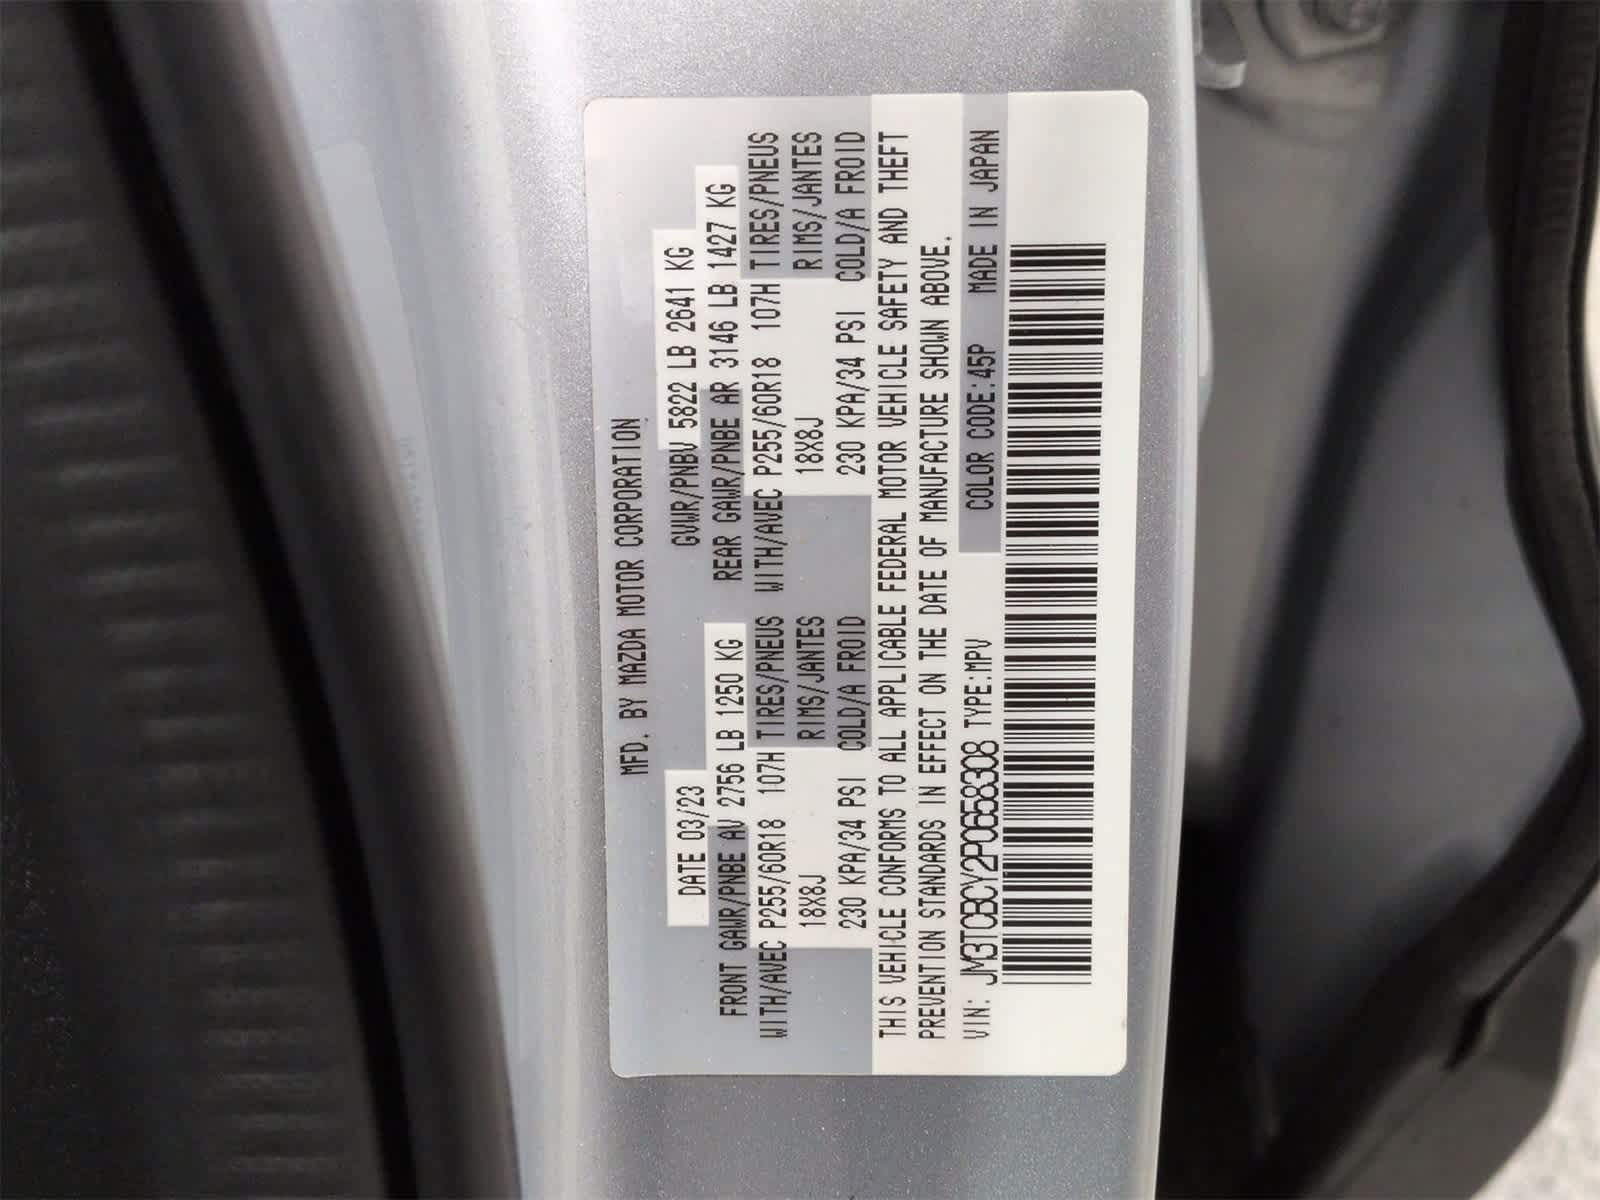 MFD. BY MAZDA MOTOR CORPORATION
DATE 03/23 GVWR/PNBV 5822 LB 2641 KG
FRONT GAWR/PNBE AV 2756 LB 1250 KG REAR GAWR/PNBE AR 3146 LB 1427 KG
WITH/AVEC P255/60R18 107H TIRES/PNEUS WITH/AVEC P255/60R18 107H TIRES/PNEUS
18X8J RIMS/JANTES 18X8J RIMS/JANTES
230 KPA/34 PSI COLD/A FROID 230 KPA/34 PSI COLD/A FROID
THIS VEHICLE CONFORMS TO ALL APPLICABLE FEDERAL MOTOR VEHICLE SAFETY AND THEFT
PREVENTION STANDARDS IN EFFECT ON THE DATE OF MANUFACTURE SHOWN ABOVE.
VIN: JM3TCBCY2P0658308 TYPE:MPV COLOR CODE:45P MADE IN JAPAN